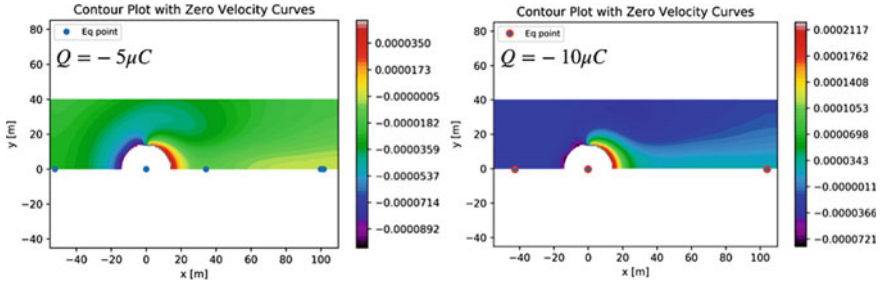 Contour Plot with Zero Velocity Curves
Eq point
Q = − 5μC
y [m]
80
60
40
20
0
−20
−40
−40 −20 0 20 40 60 80 100
x [m]
0.0000350
0.0000173
−0.0000005
−0.0000182
−0.0000359
−0.0000537
−0.0000714
−0.0000892
Contour Plot with Zero Velocity Curves
Eq point
Q = − 10μC
y [m]
80
60
40
20
0
−20
−40
−40 −20 0 20 40 60 80 100
x [m]
0.0002117
0.0001762
0.0001408
0.0001053
0.0000698
0.0000343
−0.0000011
−0.0000366
−0.0000721